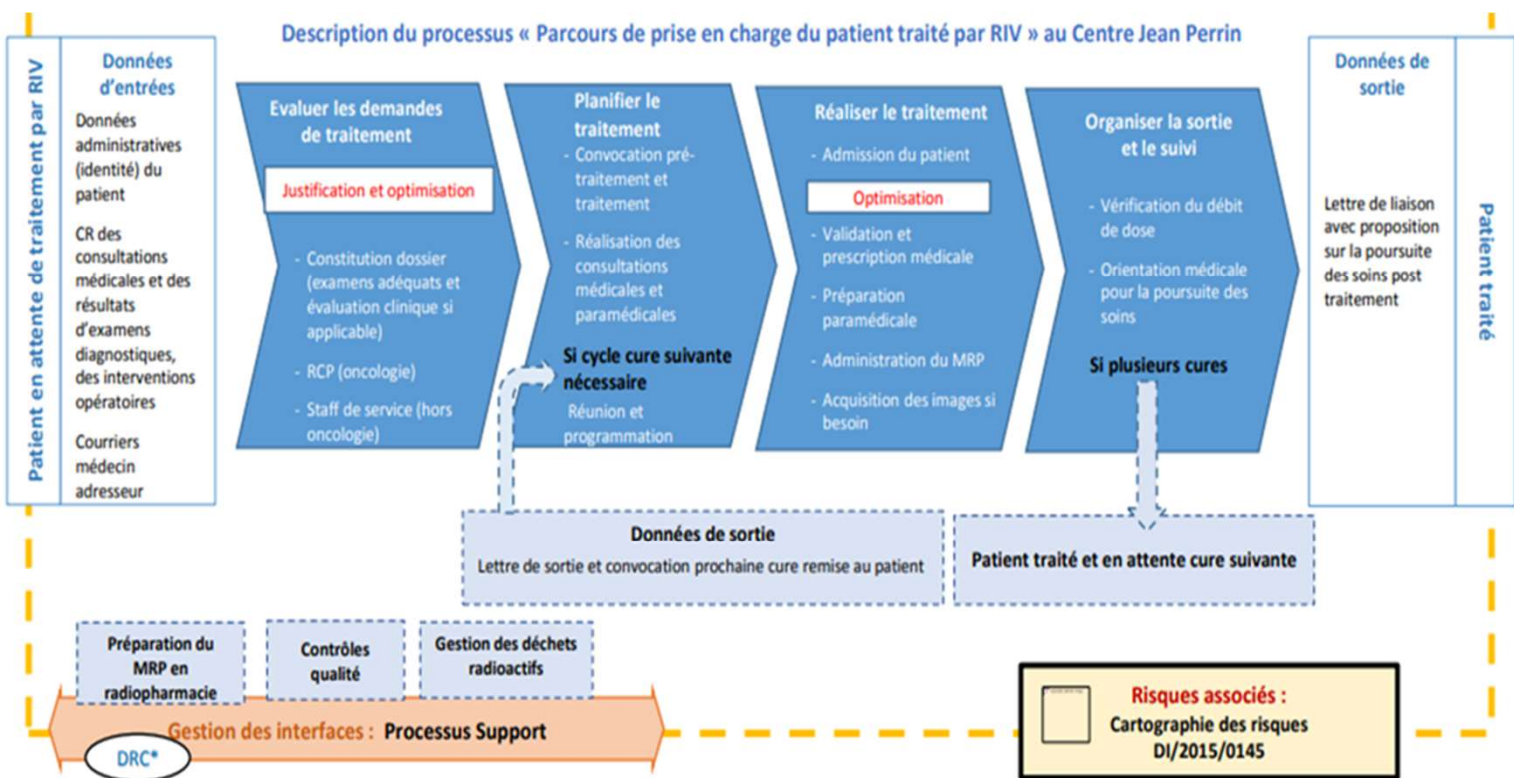 Description du processus « Parcours de prise en charge du patient traité par RIV » au Centre Jean Perrin
Patient en attente de traitement par RIV
Données
d'entrées
Données
administratives
(identité) du
patient
CR des
consultations
médicales et des
résultats
d'examens
diagnostiques,
des interventions
opératoires
Courriers
médecin
adresseur
Evaluer les demandes
de traitement
Justification et optimisation
- Constitution dossier
(examens adéquats et
évaluation clinique si
applicable)
- RCP (oncologie)
- Staff de service (hors
oncologie)
Planifier le
traitement
- Convocation pré-
traitement et
traitement
- Réalisation des
consultations
médicales et
paramédicales
Si cycle cure suivante
nécessaire
Réunion et
programmation
Réaliser le traitement
- Admission du patient
Optimisation
- Validation et
prescription médicale
- Préparation
paramédicale
- Administration du MRP
- Acquisition des images si
besoin
Organiser la sortie
et le suivi
- Vérification du débit
de dose
- Orientation médicale
pour la poursuite des
soins
Si plusieurs cures
Données de
sortie
Lettre de liaison
avec proposition
sur la poursuite
des soins post
traitement
Patient traité
Données de sortie
Lettre de sortie et convocation prochaine cure remise au patient
Patient traité et en attente cure suivante
Préparation du
MRP en
radiopharmacie
Contrôles
qualité
Gestion des déchets
radioactifs
Gestion des interfaces : Processus Support
DRC*
Risques associés :
Cartographie des risques
DI/2015/0145